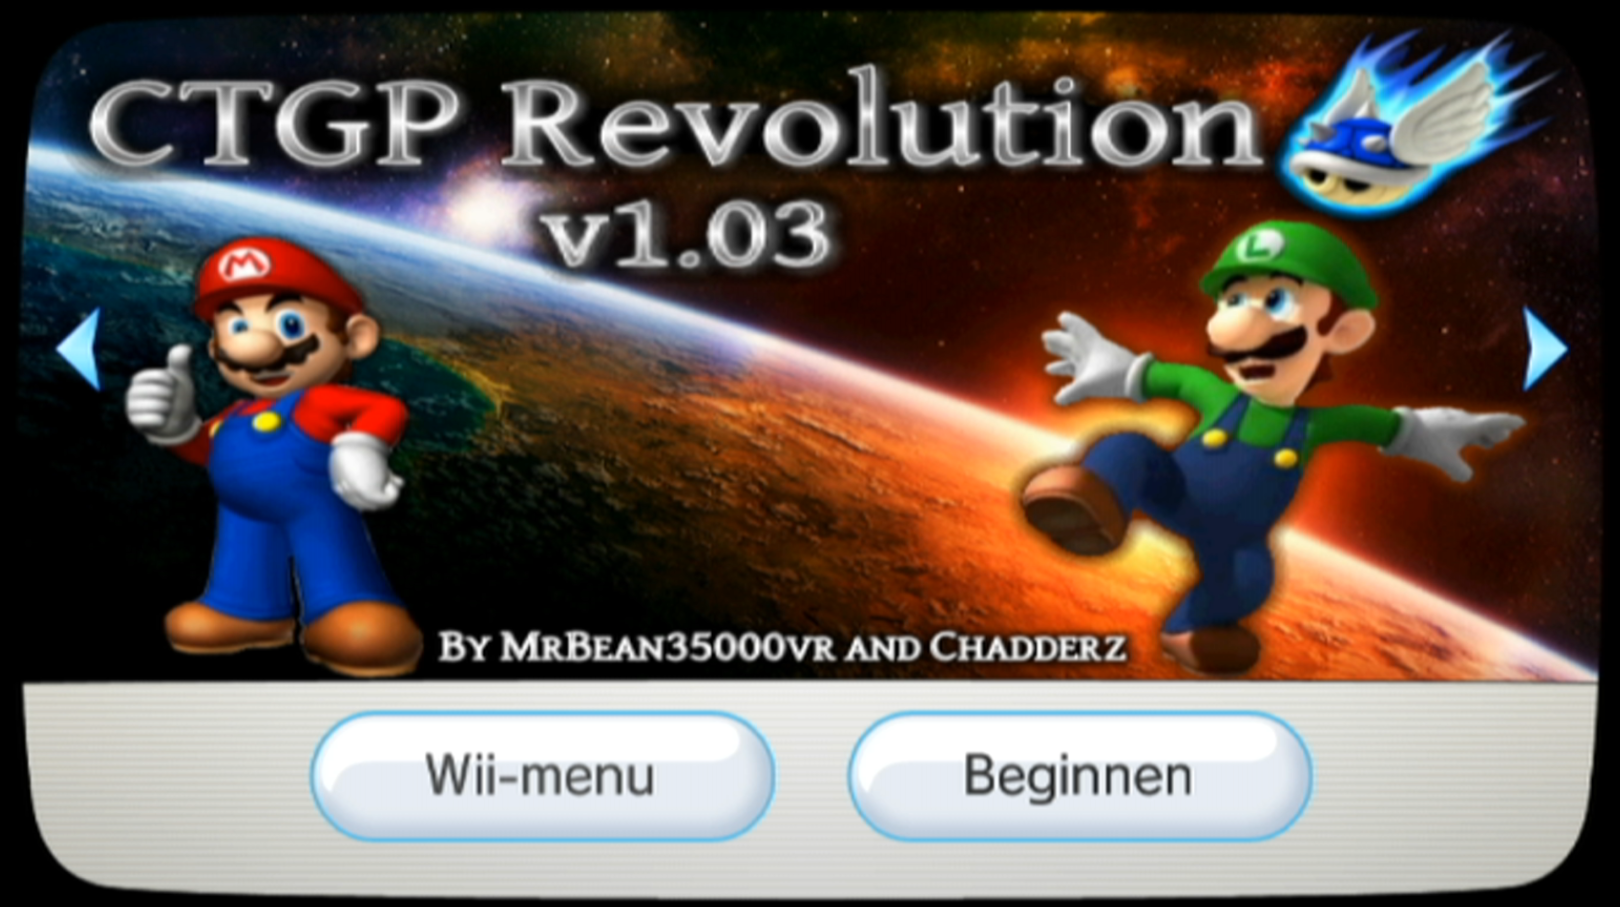 CTGP Revolution
v1.03
M
L
By MrBean35000vr and Chadderz
Wii-menu
Beginnen